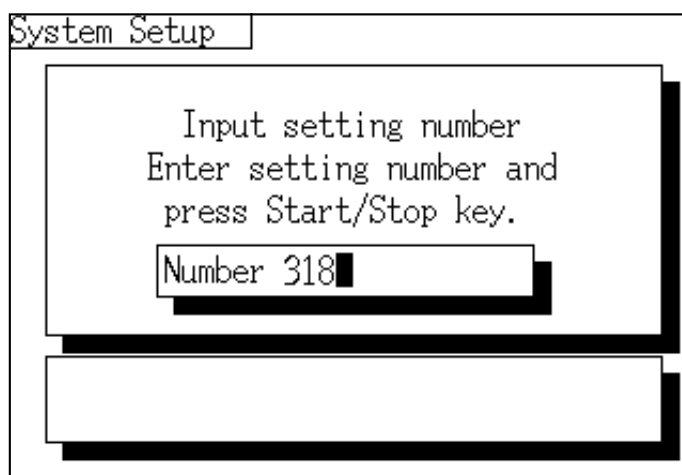 System Setup
Input setting number
Enter setting number and
press Start/Stop key.
Number 318